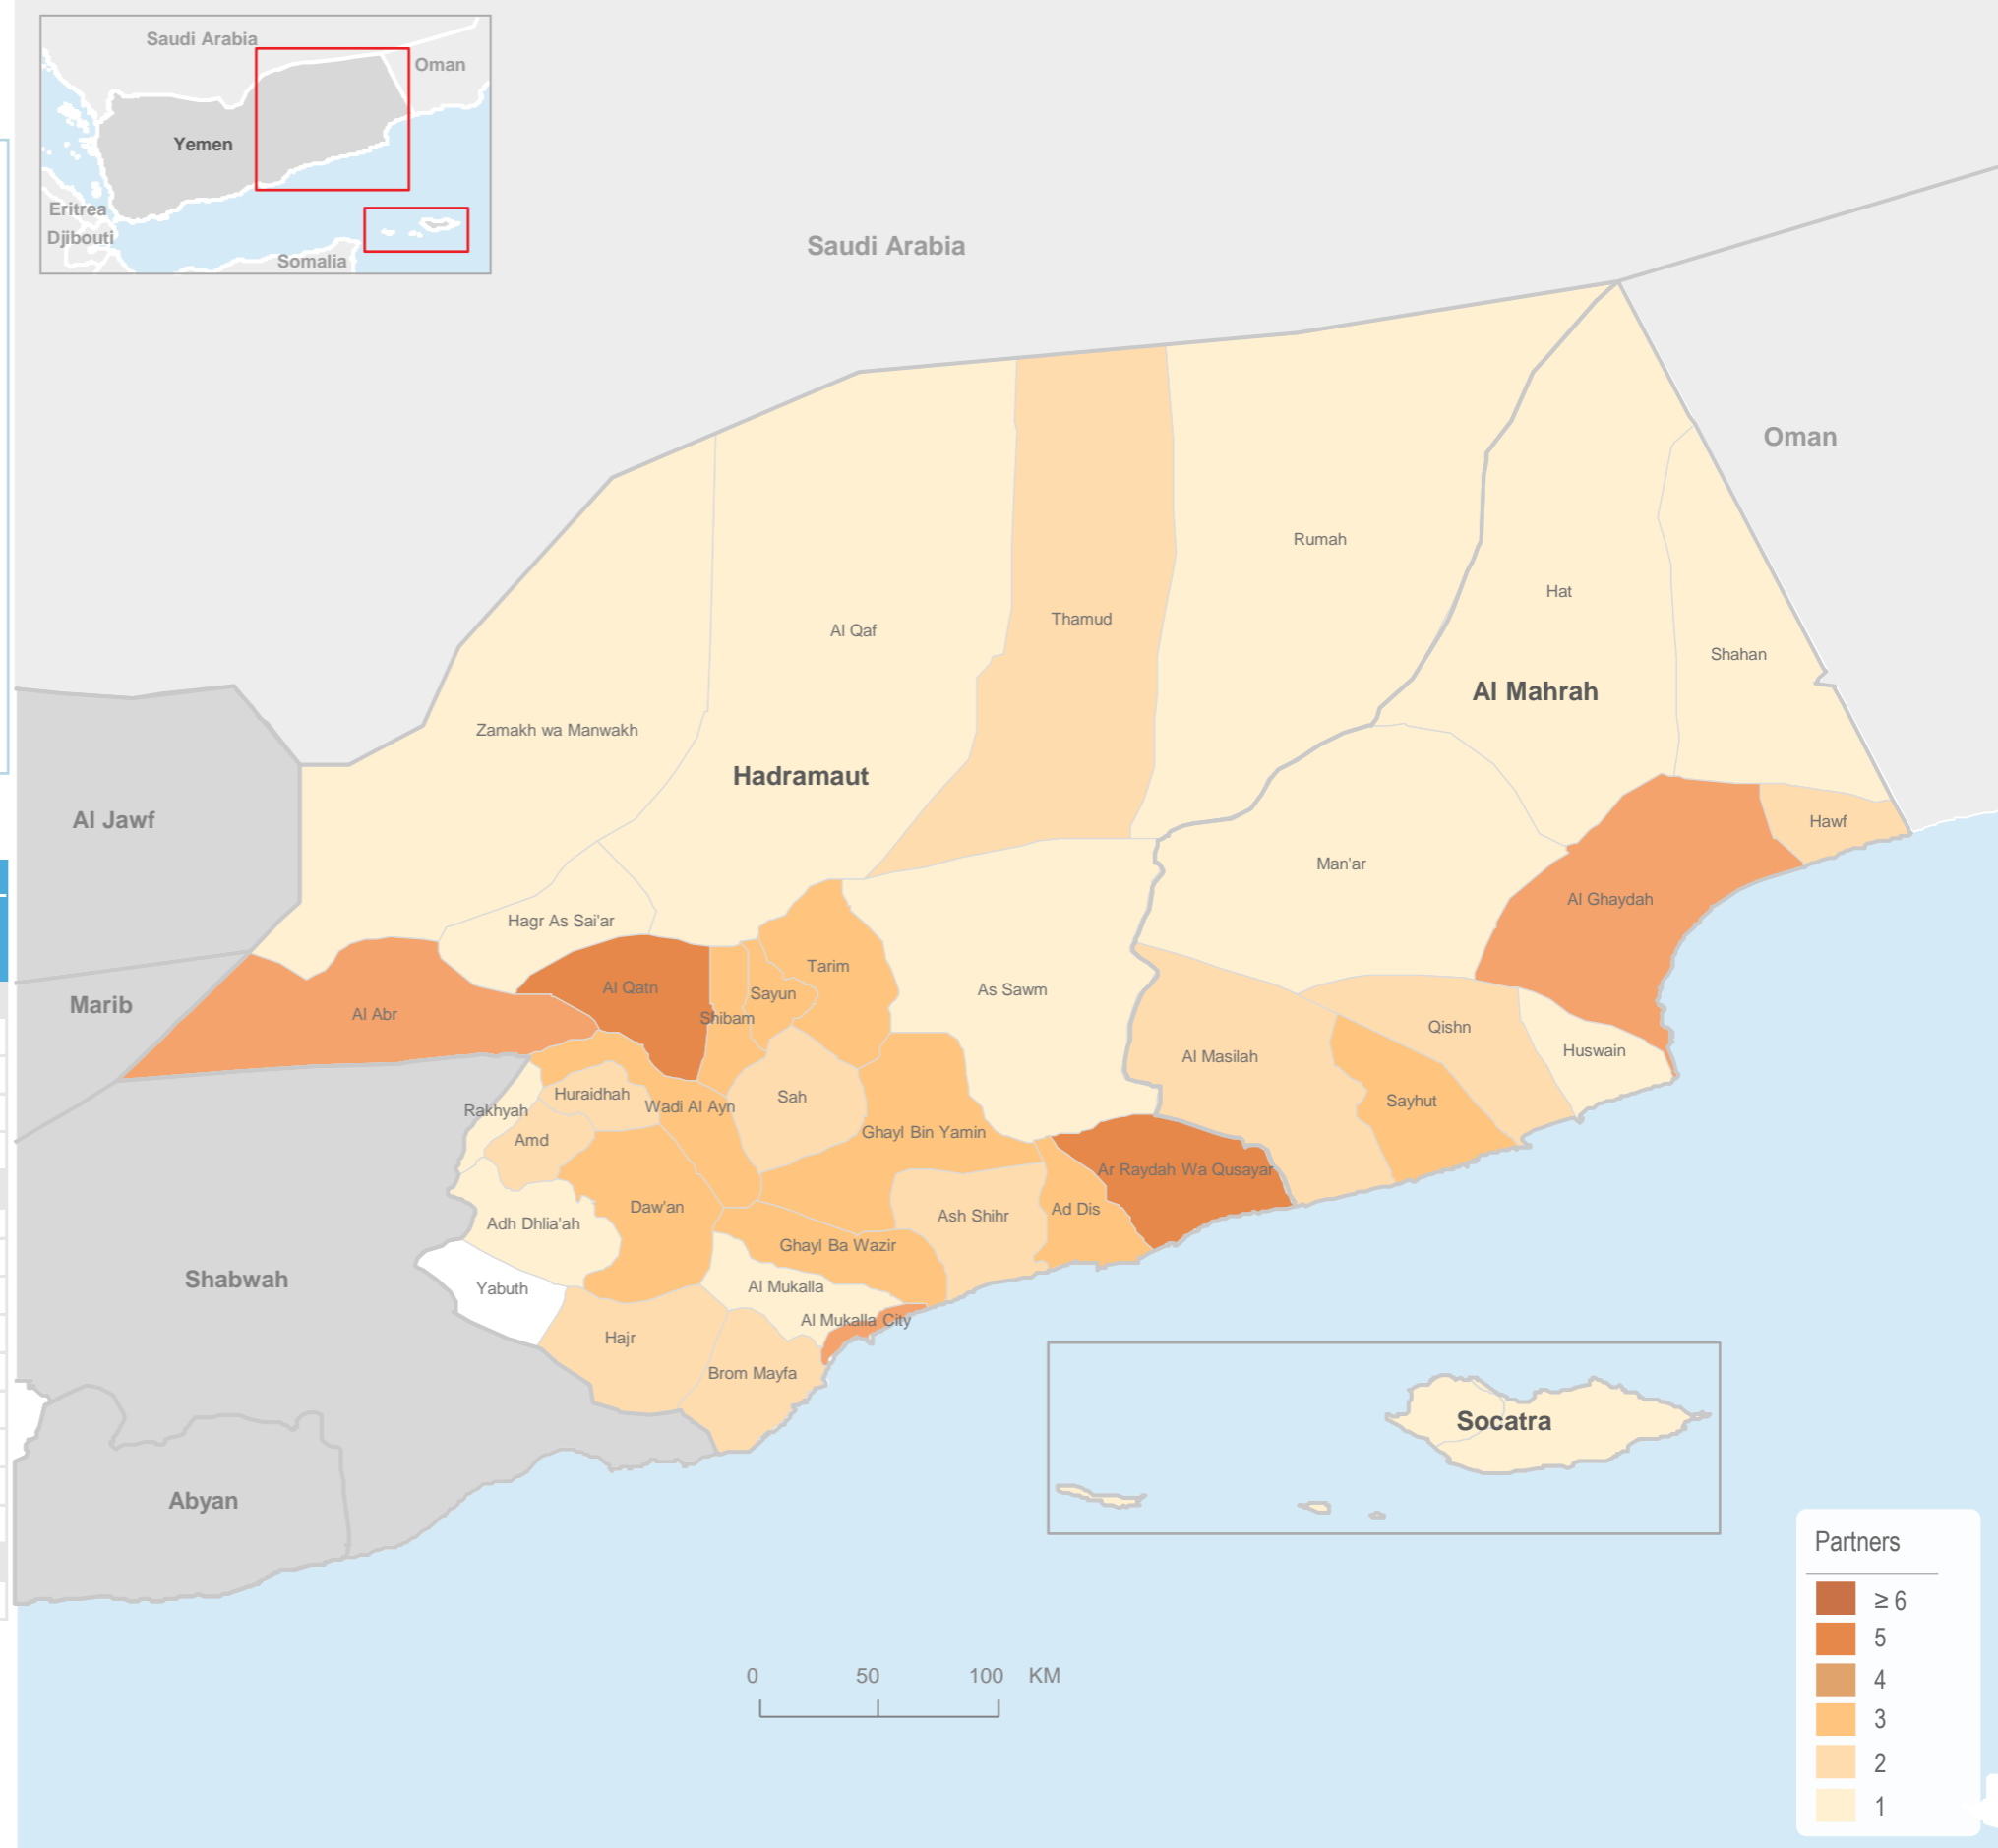 Saudi Arabia
Oman
Yemen
Eritrea
Djibouti
Somalia
Saudi Arabia
Oman
Rumah
Hat
Thamud
Al Qaf
Shahan
Al Mahrah
Zamakh wa Manwakh
Hadramaut
Al Jawf
Hawf
Man'ar
Al Ghaydah
Hagr As Sai'ar
Tarim
Al Qatn
As Sawm
Sayun
Marib
Al Abr
Shibam
Qishn
Huswain
Al Masilah
Huraidhah
Sah
Sayhut
Wadi Al Ayn
Rakhyah
Ghayl Bin Yamin
Amd
Ar Raydah Wa Qusayar
Daw'an
Ad Dis
Ash Shihr
Adh Dhlia'ah
Ghayl Ba Wazir
Shabwah
Al Mukalla
Yabuth
Al Mukalla City
Hajr
Brom Mayfa
Socatra
Abyan
Partners
≥ 6
5
4
3
2
1
0 50 100 KM